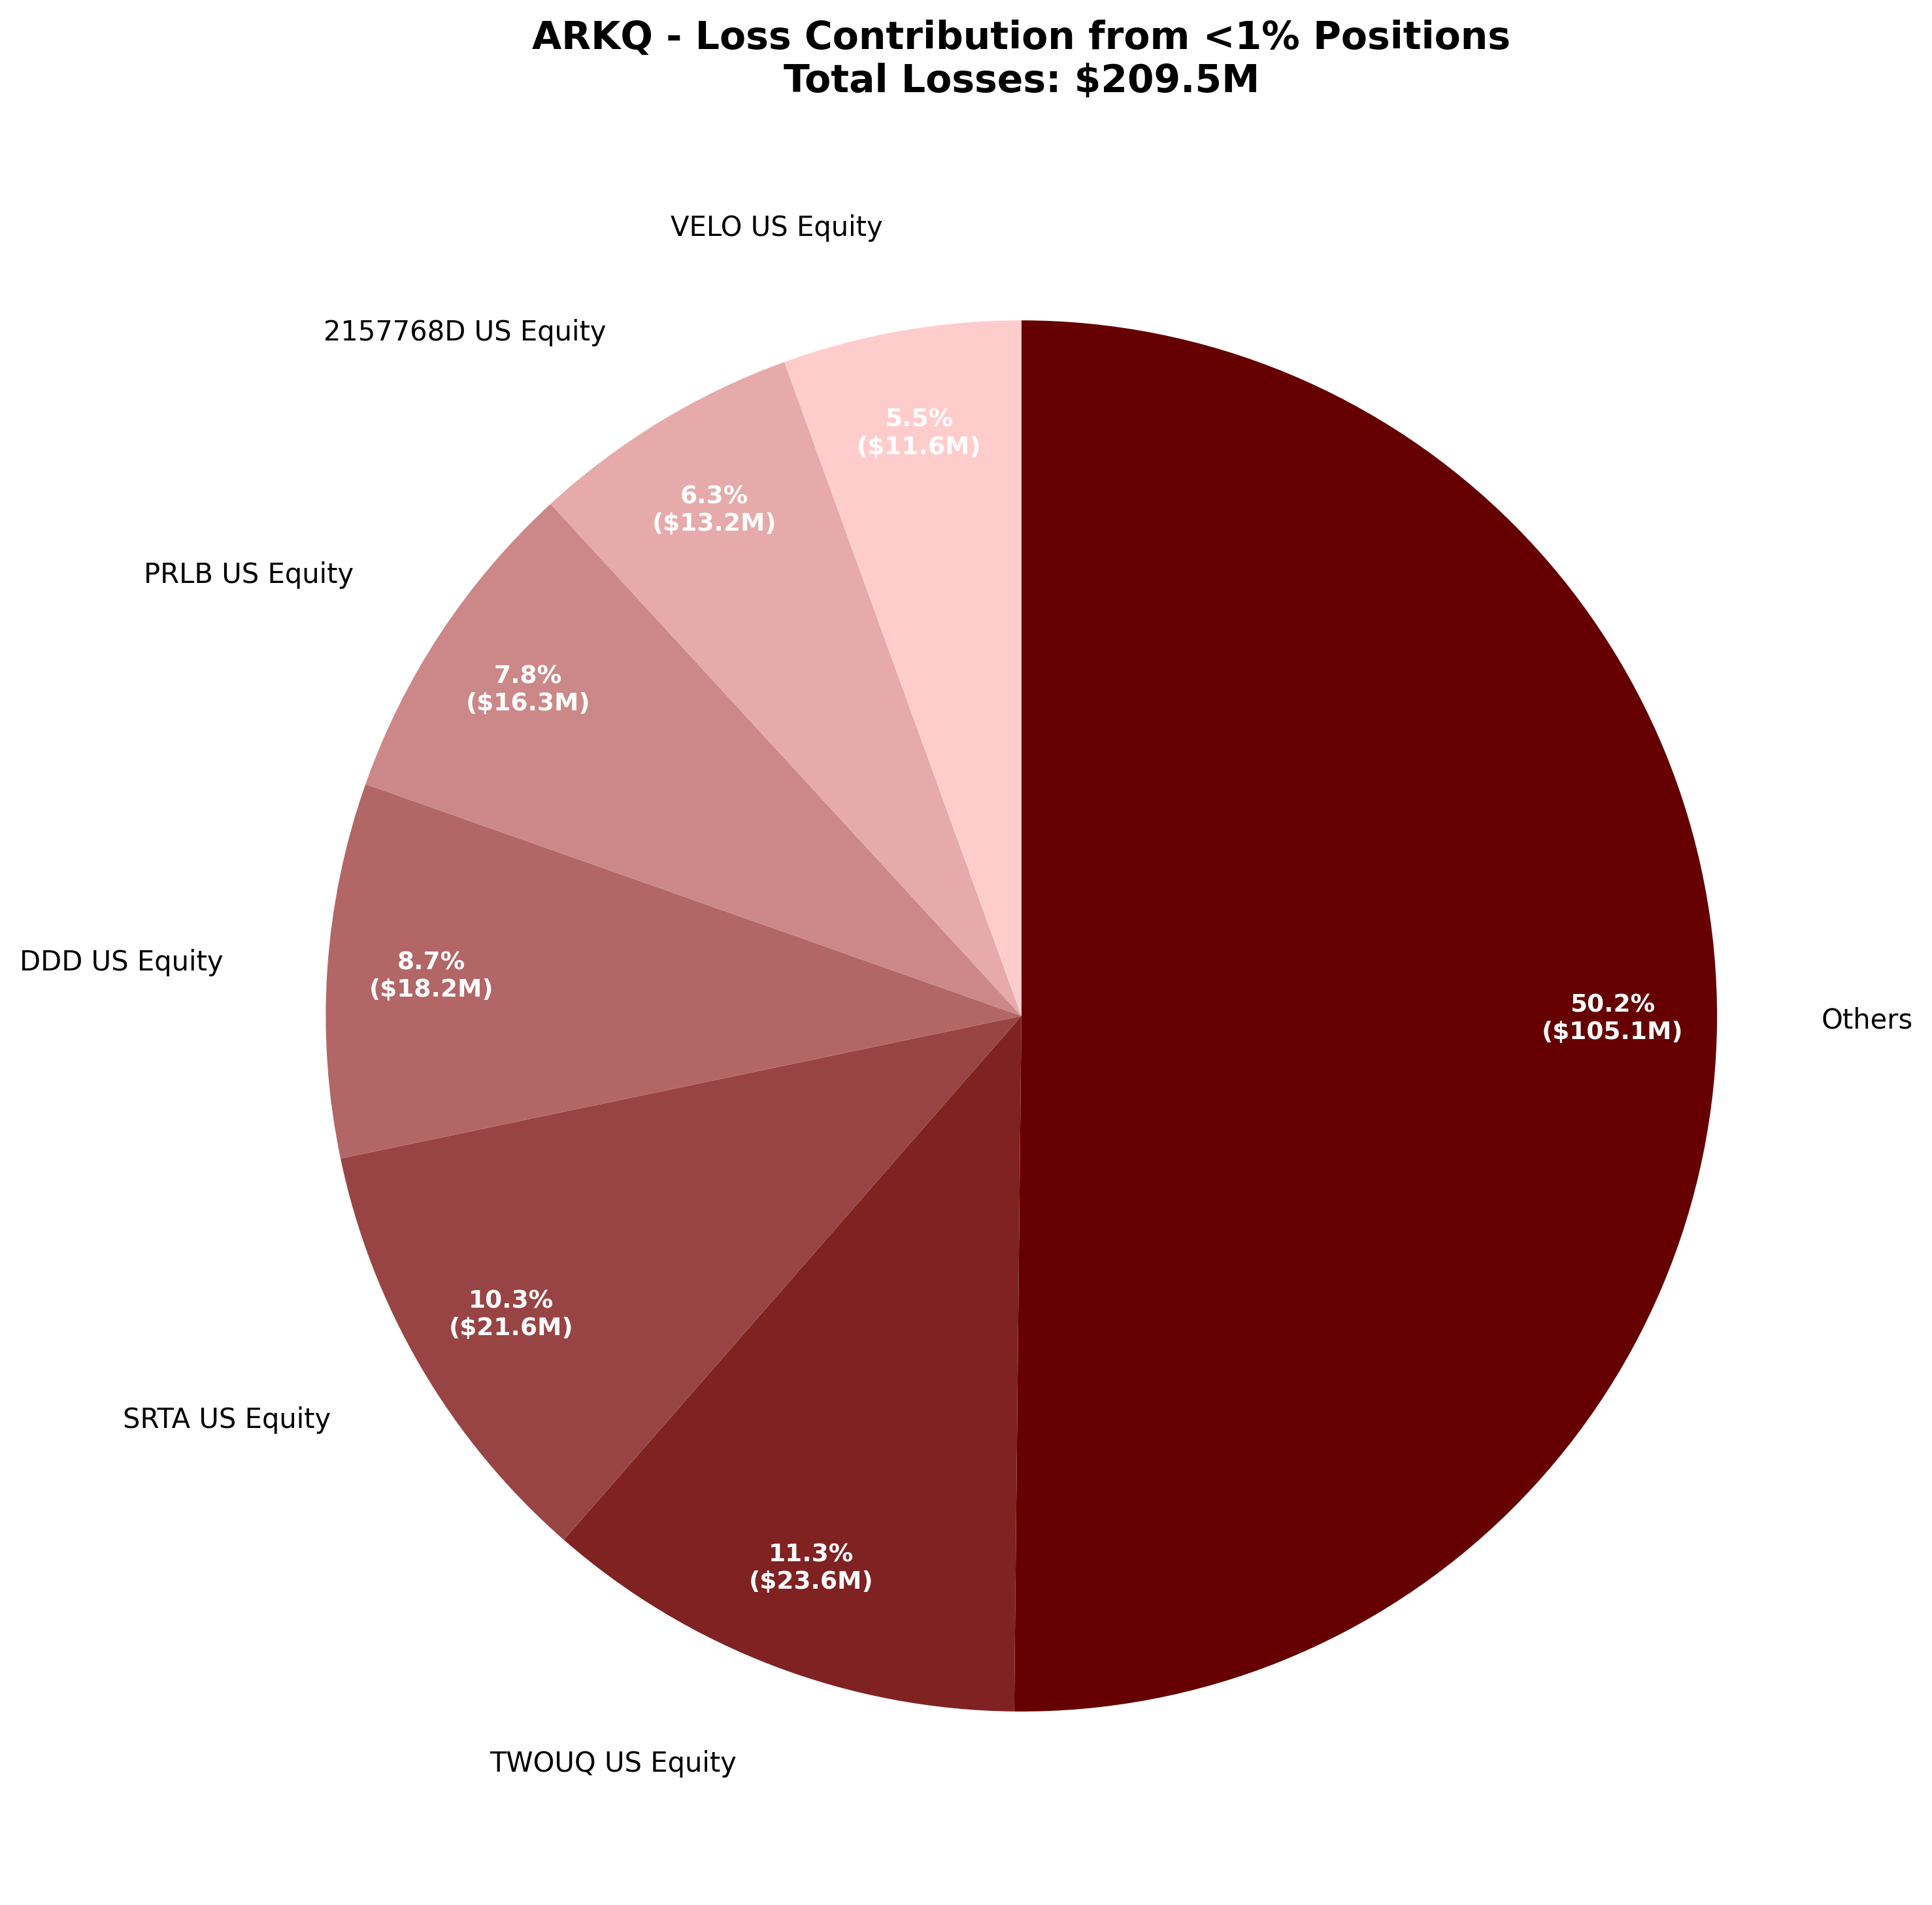 ARKQ - Loss Contribution from <1% Positions
Total Losses: $209.5M
VELO US Equity
5.5%
($11.6M)
2157768D US Equity
6.3%
($13.2M)
PRLB US Equity
7.8%
($16.3M)
DDD US Equity
8.7%
($18.2M)
SRTA US Equity
10.3%
($21.6M)
TWOUQ US Equity
11.3%
($23.6M)
Others
50.2%
($105.1M)